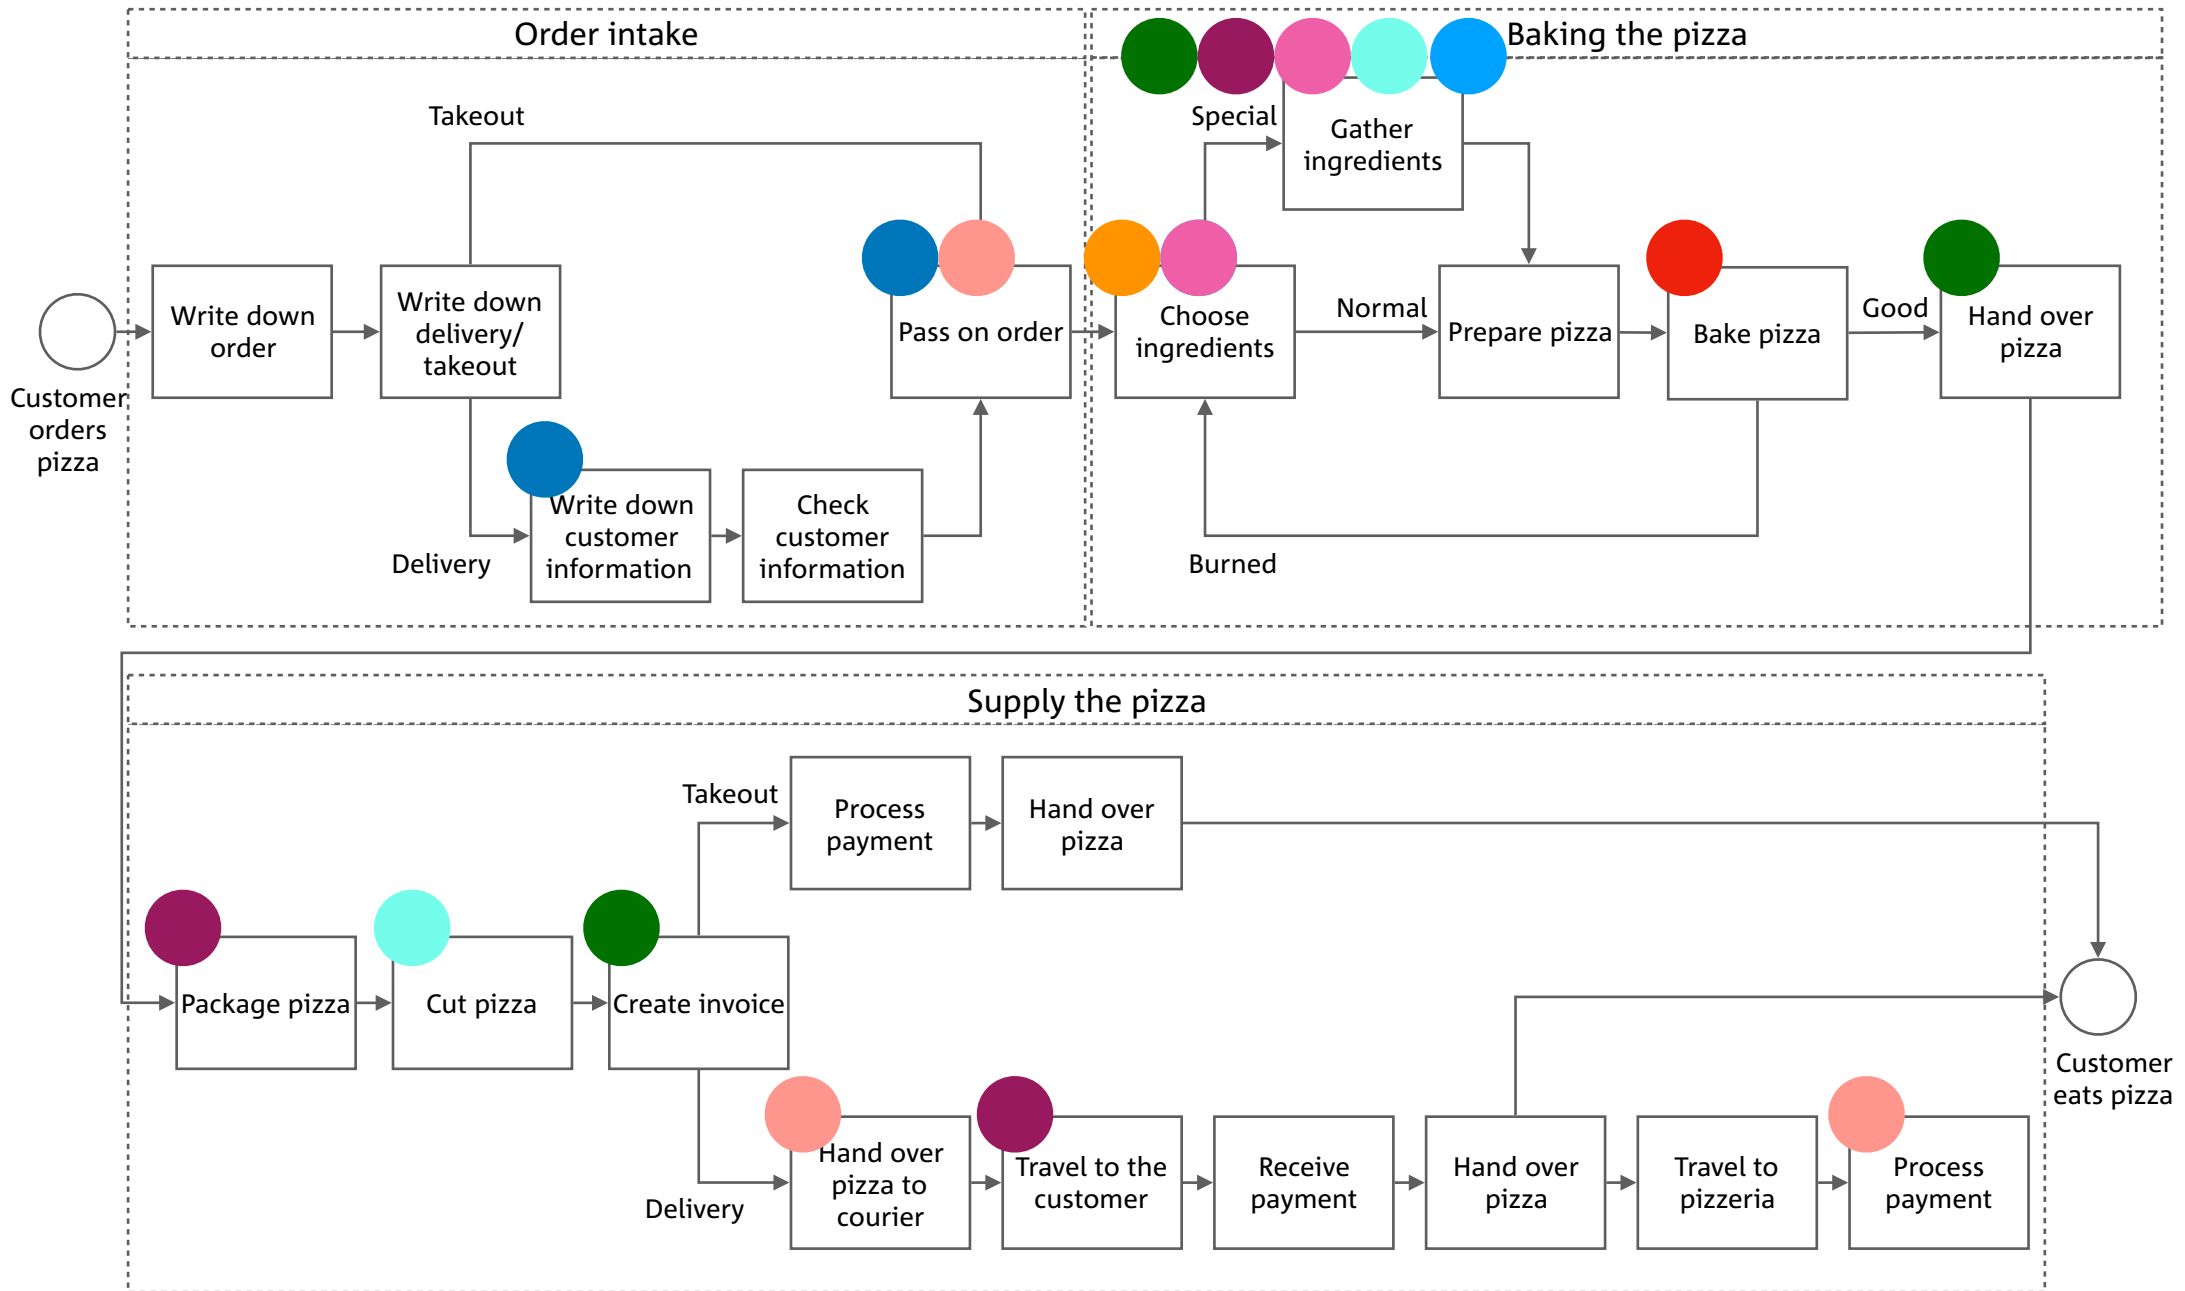 Order intake
Baking the pizza
Takeout
Special
Gather
ingredients
Customer
orders
pizza
Write down
order
Write down
delivery/
takeout
Pass on order
Choose
ingredients
Normal
Prepare pizza
Bake pizza
Good
Hand over
pizza
Delivery
Write down
customer
information
Check
customer
information
Burned
Supply the pizza
Takeout
Process
payment
Hand over
pizza
Package pizza
Cut pizza
Create invoice
Customer
eats pizza
Delivery
Hand over
pizza to
courier
Travel to the
customer
Receive
payment
Hand over
pizza
Travel to
pizzeria
Process
payment